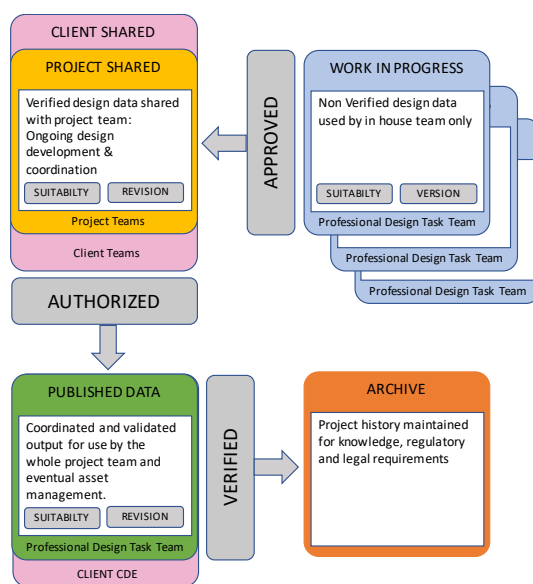 CLIENT SHARED
PROJECT SHARED
Verified design data shared
with project team:
Ongoing design
development &
coordination
SUITABILTY
REVISION
Project Teams
Client Teams
APPROVED
WORK IN PROGRESS
Non Verified design data
used by in house team only
SUITABILTY
VERSION
Professional Design Task Team
Professional Design Task Team
Professional Design Task Team
AUTHORIZED
PUBLISHED DATA
Coordinated and validated
output for use by the
whole project team and
eventual asset
management.
SUITABILTY
REVISION
Professional Design Task Team
CLIENT CDE
VERIFIED
ARCHIVE
Project history maintained
for knowledge, regulatory
and legal requirements